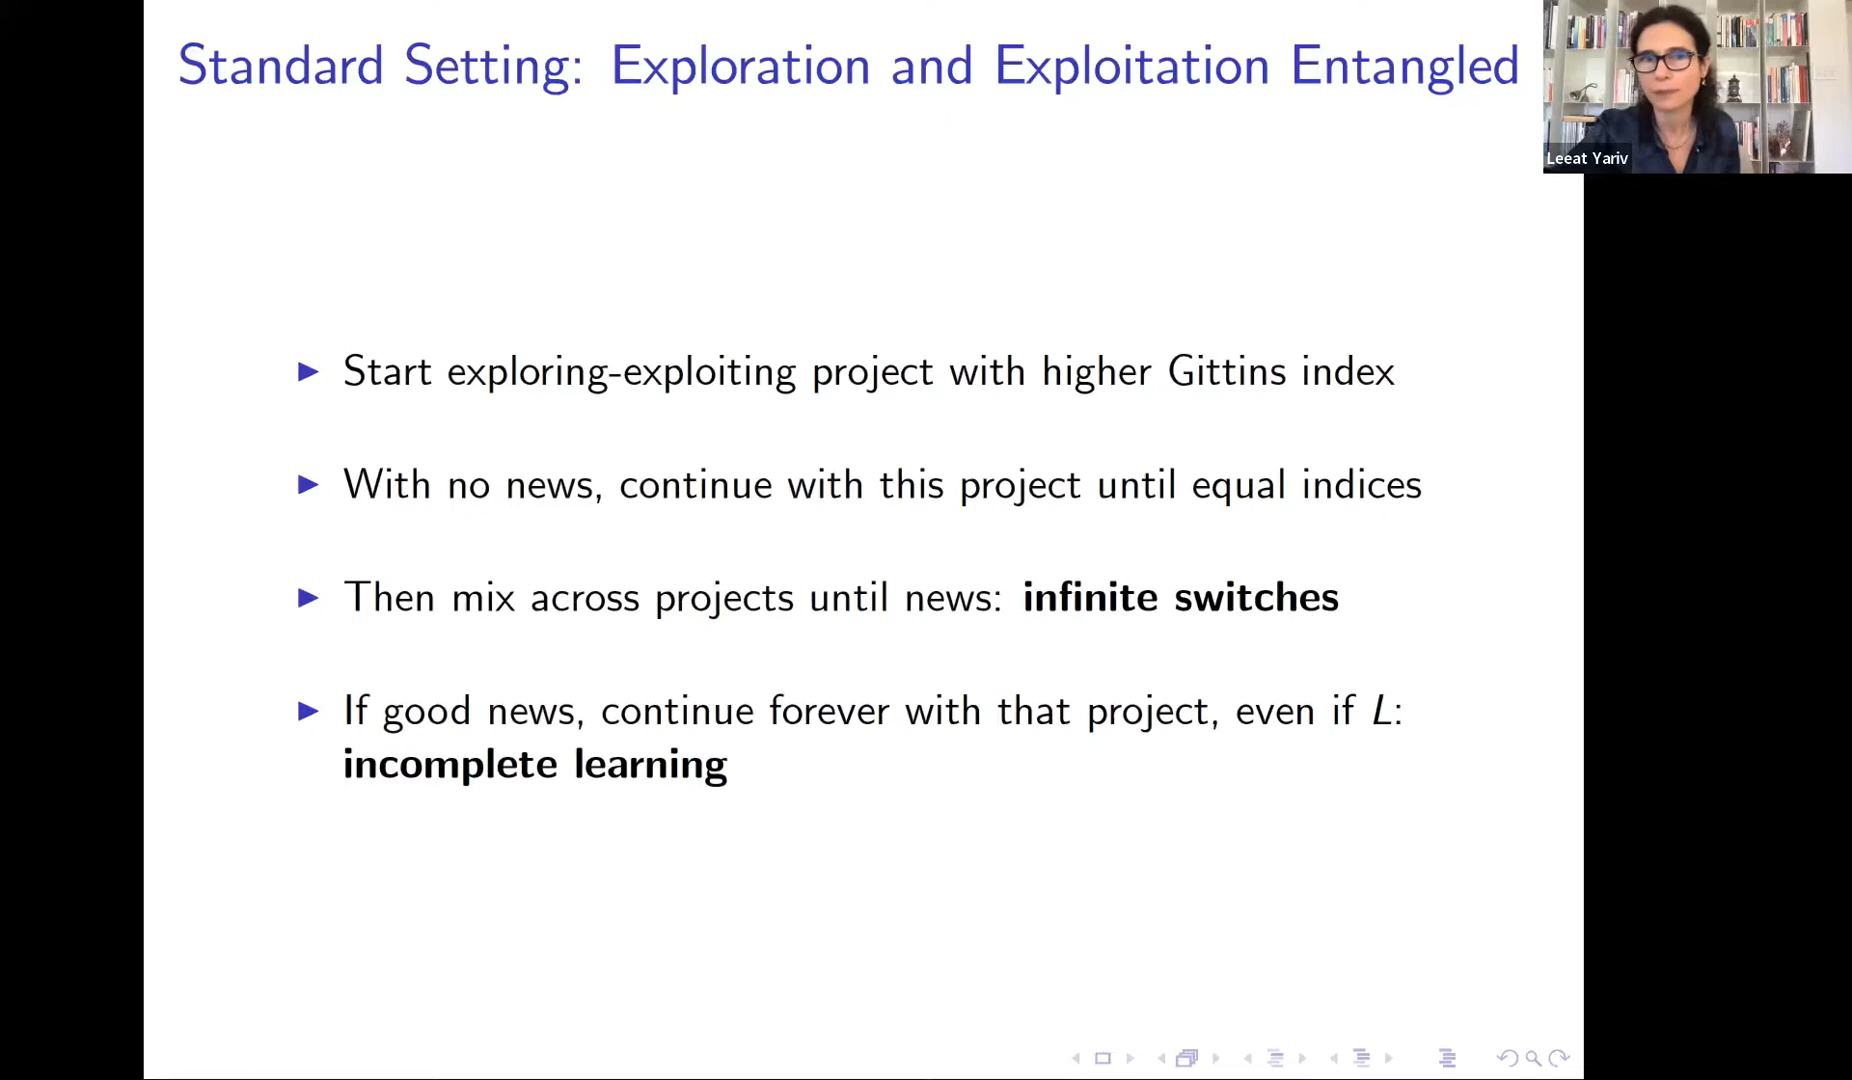 Standard Setting: Exploration and Exploitation Entangled
Leeat Yariv
Start exploring-exploiting project with higher Gittins index
With no news, continue with this project until equal indices
Then mix across projects until news: infinite switches
If good news, continue forever with that project, even if L:
incomplete learning